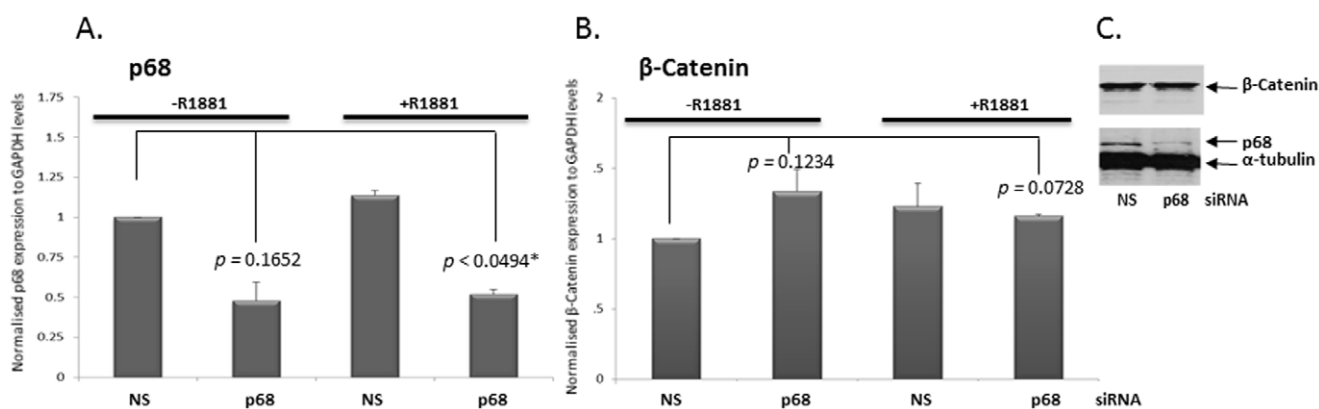 A.
p68
Normalised p68 expression to GAPDH levels
1.75
1.5
1.25
1
0.75
0.5
0.25
0
-R1881
+R1881
p = 0.1652
p < 0.0494*
NS
p68
NS
p68
B.
β-Catenin
Normalised β-Catenin expression to GAPDH levels
2
.5
1
.5
0
-R1881
+R1881
p = 0.1234
p = 0.0728
NS
p68
NS
p68
siRNA
C.
β-Catenin
p68
α-tubulin
NS p68 siRNA